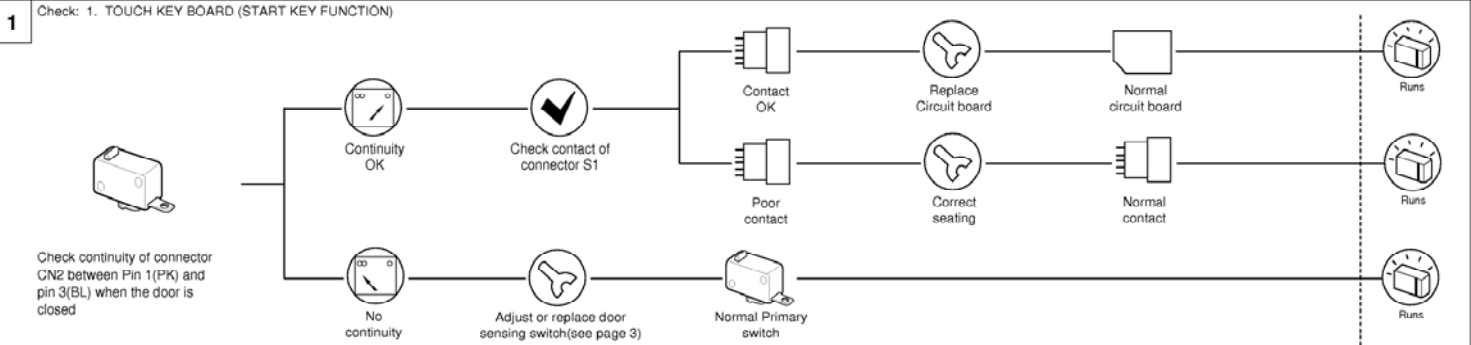 1
Check: 1. TOUCH KEY BOARD (START KEY FUNCTION)
Contact
OK
Replace
Circuit board
Normal
circuit board
Runs
Continuity
OK
Check contact of
connector S1
Poor
contact
Correct
seating
Normal
contact
Runs
Check continuity of connector
CN2 between Pin 1(PK) and
pin 3(BL) when the door is
closed
No
continuity
Adjust or replace door
sensing switch(see page 3)
Normal Primary
switch
Runs